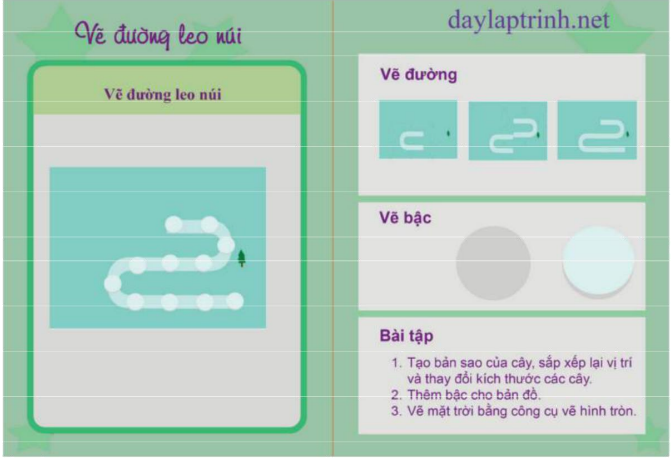 Vẽ đường leo núi
Vẽ đường leo núi
daylaptrinh.net
Vẽ đường
Vẽ bậc
Bài tập
1. Tạo bản sao của cây, sắp xếp lại vị trí
và thay đổi kích thước các cây.
2. Thêm bậc cho bản đồ.
3. Vẽ mặt trời bằng công cụ vẽ hình tròn.